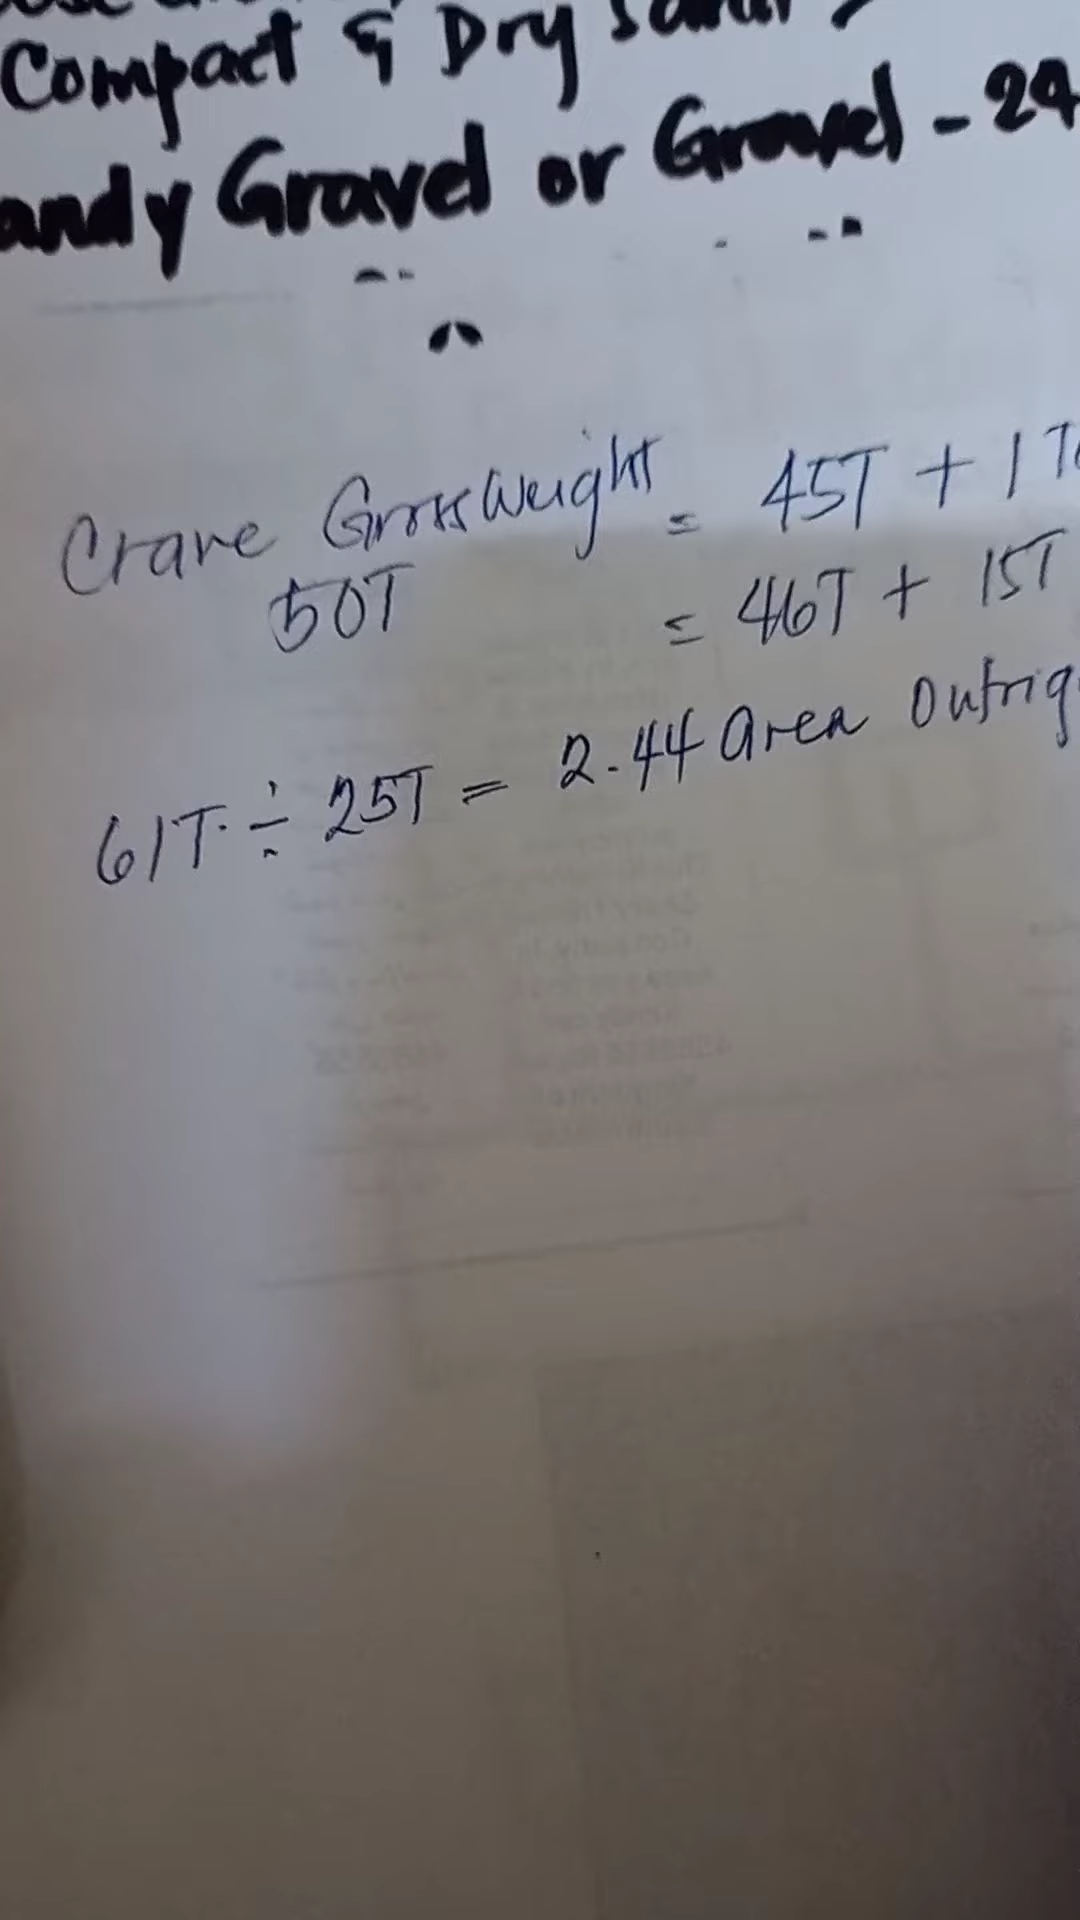 Compact & Dry Sand
andy Gravel or Gravel - 24
Crane Gross Weight = 45T + 1T
50T = 46T + 15T
61T ÷ 25T = 2.44 area Outrig